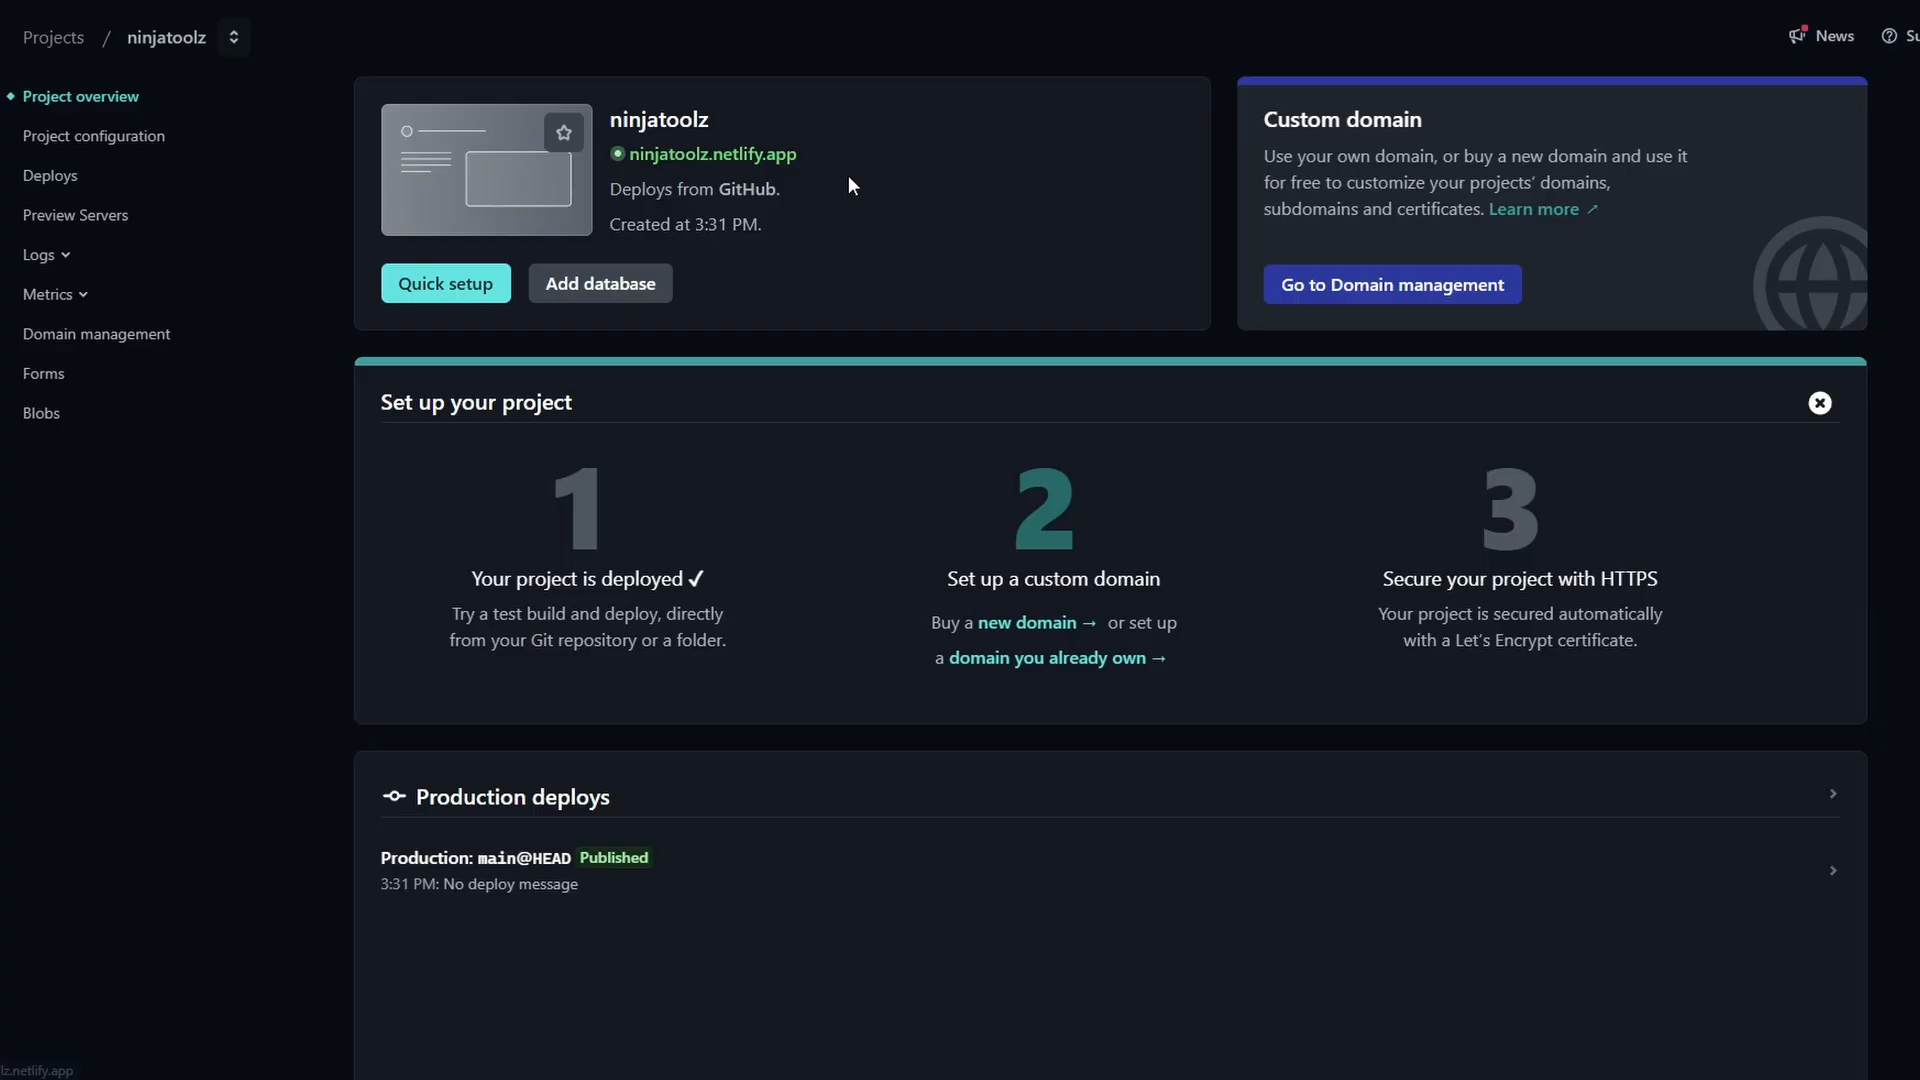 Projects / ninjatoolz
News
Su
Project overview
Project configuration
Deploys
Preview Servers
Logs
Metrics
Domain management
Forms
Blobs
ninjatoolz
ninjatoolz.netlify.app
Deploys from GitHub.
Created at 3:31 PM.
Quick setup
Add database
Custom domain
Use your own domain, or buy a new domain and use it
for free to customize your projects’ domains,
subdomains and certificates. Learn more ↗
Go to Domain management
Set up your project
1
Your project is deployed ✓
Try a test build and deploy, directly
from your Git repository or a folder.
2
Set up a custom domain
Buy a new domain → or set up
a domain you already own →
3
Secure your project with HTTPS
Your project is secured automatically
with a Let’s Encrypt certificate.
Production deploys
Production: main@HEAD Published
3:31 PM: No deploy message
lz.netlify.app